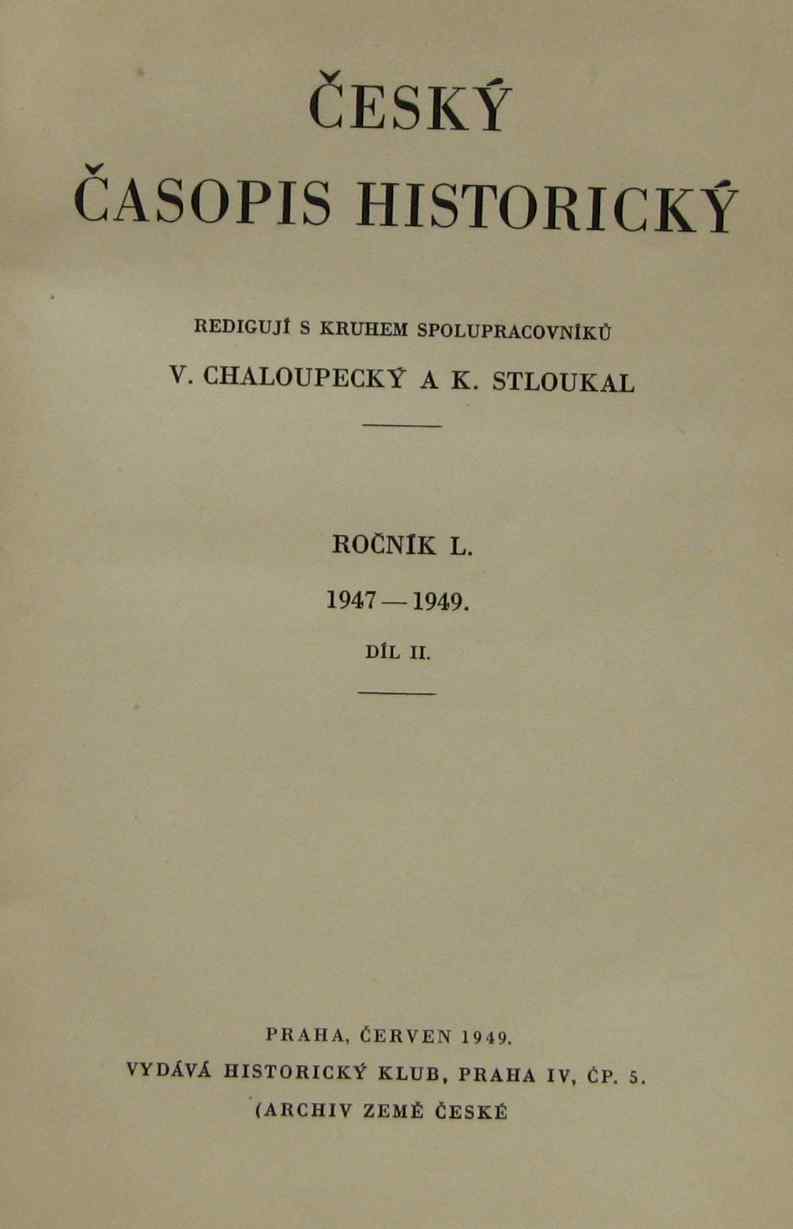 ČESKÝ
ČASOPIS HISTORICKÝ
REDIGUJÍ S KRUHEM SPOLUPRACOVNÍKŮ
V. CHALOUPECKÝ A K. STLOUKAL
ROČNÍK L.
1947—1949.
DÍL II.
PRAHA, ČERVEN 1949.
VYDÁVÁ HISTORICKÝ KLUB, PRAHA IV, ČP. 5.
(ARCHIV ZEMĚ ČESKÉ